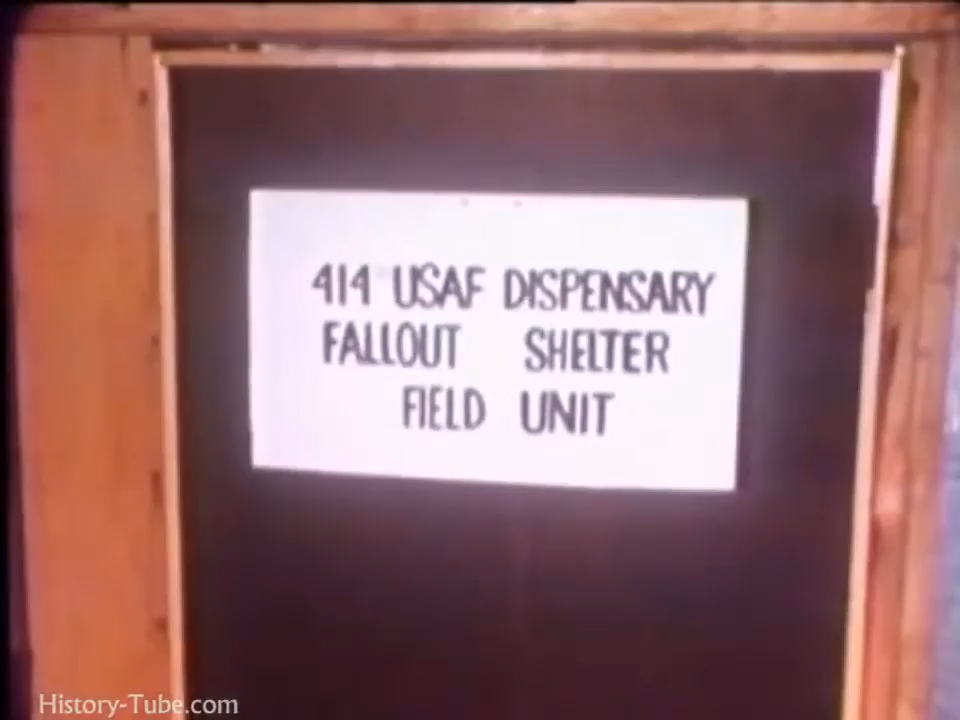 414 USAF DISPENSARY
FALLOUT SHELTER
FIELD UNIT
History-Tube.com